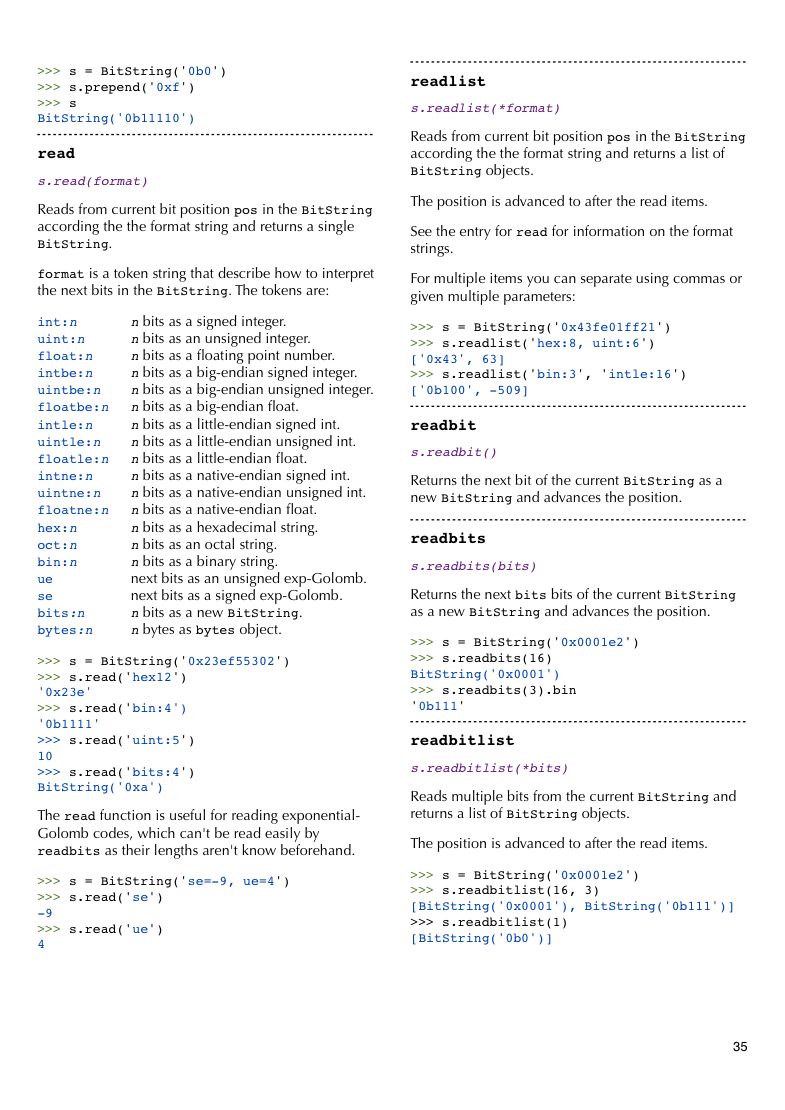 >>> s = BitString('0b0')
>>> s.prepend('0xf')
>>> s
BitString('0b11110')
read
s.read(format)
Reads from current bit position pos in the BitString
according the the format string and returns a single
BitString.
format is a token string that describe how to interpret
the next bits in the BitString. The tokens are:
int:n n bits as a signed integer.
uint:n n bits as an unsigned integer.
float:n n bits as a floating point number.
intbe:n n bits as a big-endian signed integer.
uintbe:n n bits as a big-endian unsigned integer.
floatbe:n n bits as a big-endian float.
intle:n n bits as a little-endian signed int.
uintle:n n bits as a little-endian unsigned int.
floatle:n n bits as a little-endian float.
intne:n n bits as a native-endian signed int.
uintne:n n bits as a native-endian unsigned int.
floatne:n n bits as a native-endian float.
hex:n n bits as a hexadecimal string.
oct:n n bits as an octal string.
bin:n n bits as a binary string.
ue next bits as an unsigned exp-Golomb.
se next bits as a signed exp-Golomb.
bits:n n bits as a new BitString.
bytes:n n bytes as bytes object.
>>> s = BitString('0x23ef55302')
>>> s.read('hex12')
'0x23e'
>>> s.read('bin:4')
'0b1111'
>>> s.read('uint:5')
10
>>> s.read('bits:4')
BitString('0xa')
The read function is useful for reading exponential-
Golomb codes, which can't be read easily by
readbits as their lengths aren't know beforehand.
>>> s = BitString('se=-9, ue=4')
>>> s.read('se')
-9
>>> s.read('ue')
4
readlist
s.readlist(*format)
Reads from current bit position pos in the BitString
according the the format string and returns a list of
BitString objects.
The position is advanced to after the read items.
See the entry for read for information on the format
strings.
For multiple items you can separate using commas or
given multiple parameters:
>>> s = BitString('0x43fe01ff21')
>>> s.readlist('hex:8, uint:6')
['0x43', 63]
>>> s.readlist('bin:3', 'intle:16')
['0b100', -509]
readbit
s.readbit()
Returns the next bit of the current BitString as a
new BitString and advances the position.
readbits
s.readbits(bits)
Returns the next bits bits of the current BitString
as a new BitString and advances the position.
>>> s = BitString('0x0001e2')
>>> s.readbits(16)
BitString('0x0001')
>>> s.readbits(3).bin
'0b111'
readbitlist
s.readbitlist(*bits)
Reads multiple bits from the current BitString and
returns a list of BitString objects.
The position is advanced to after the read items.
>>> s = BitString('0x0001e2')
>>> s.readbitlist(16, 3)
[BitString('0x0001'), BitString('0b111')]
>>> s.readbitlist(1)
[BitString('0b0')]
35